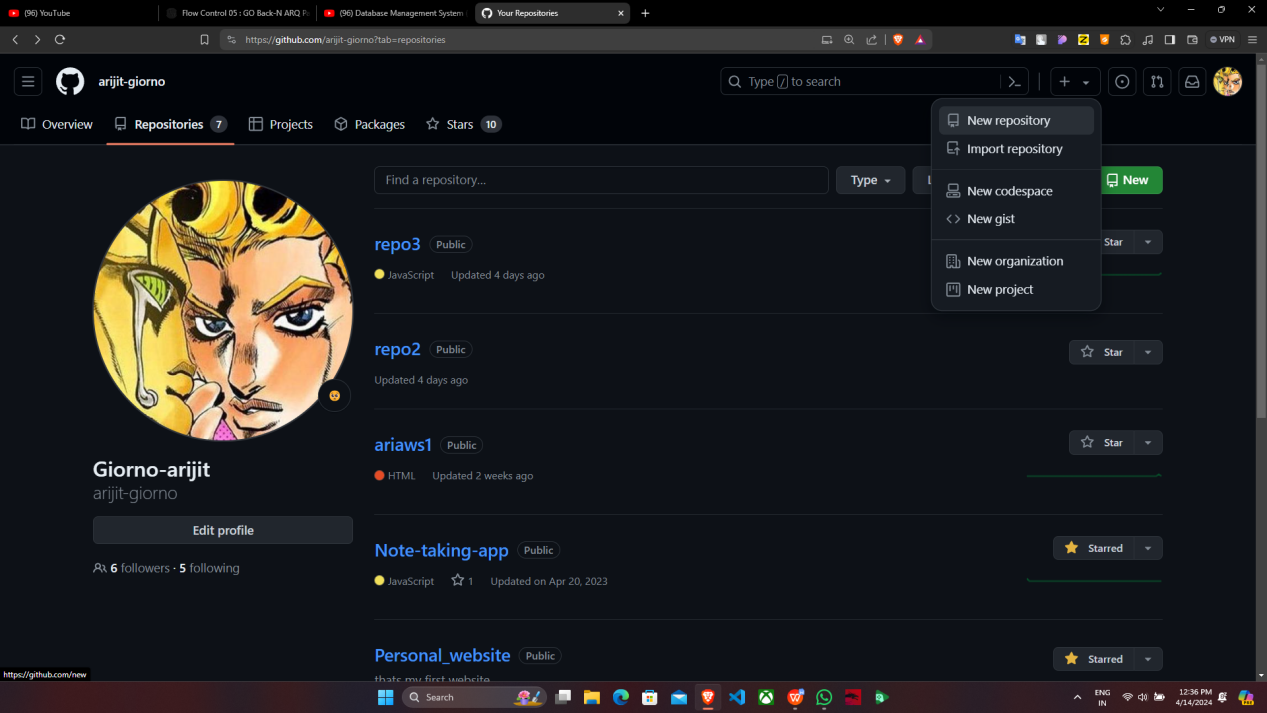 (96) YouTube
Flow Control 05 : GO Back-N ARQ P
(96) Database Management System
Your Repositories
https://github.com/arijit-giorno?tab=repositories
VPN
arijit-giorno
Type / to search
Overview
Repositories 7
Projects
Packages
Stars 10
New repository
Import repository
New codespace
New gist
New organization
New project
Find a repository...
Type
L
New
repo3 Public
Star
JavaScript Updated 4 days ago
repo2 Public
Star
Updated 4 days ago
ariaws1 Public
Star
HTML Updated 2 weeks ago
Note-taking-app Public
Starred
JavaScript 1 Updated on Apr 20, 2023
Personal_website Public
Starred
thats my first website
Giorno-arijit
arijit-giorno
Edit profile
6 followers · 5 following
https://github.com/new
Search
ENG
IN
12:36 PM
4/14/2024